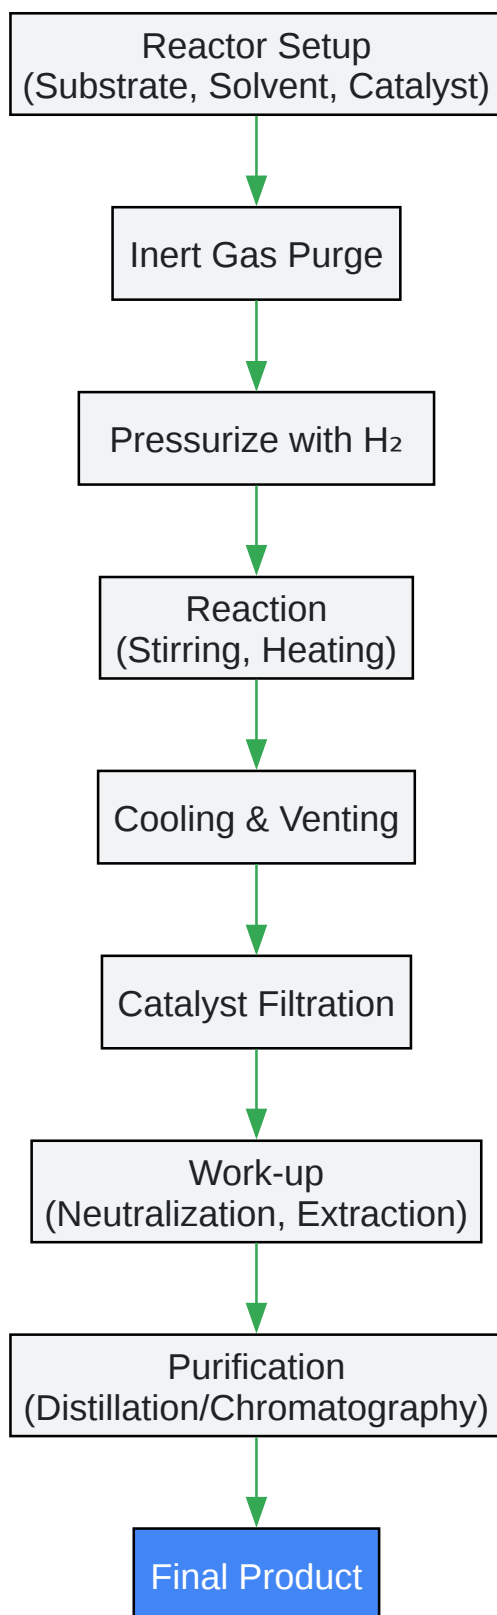 Reactor Setup
(Substrate, Solvent, Catalyst)
Inert Gas Purge
Pressurize with H₂
Reaction
(Stirring, Heating)
Cooling & Venting
Catalyst Filtration
Work-up
(Neutralization, Extraction)
Purification
(Distillation/Chromatography)
Final Product